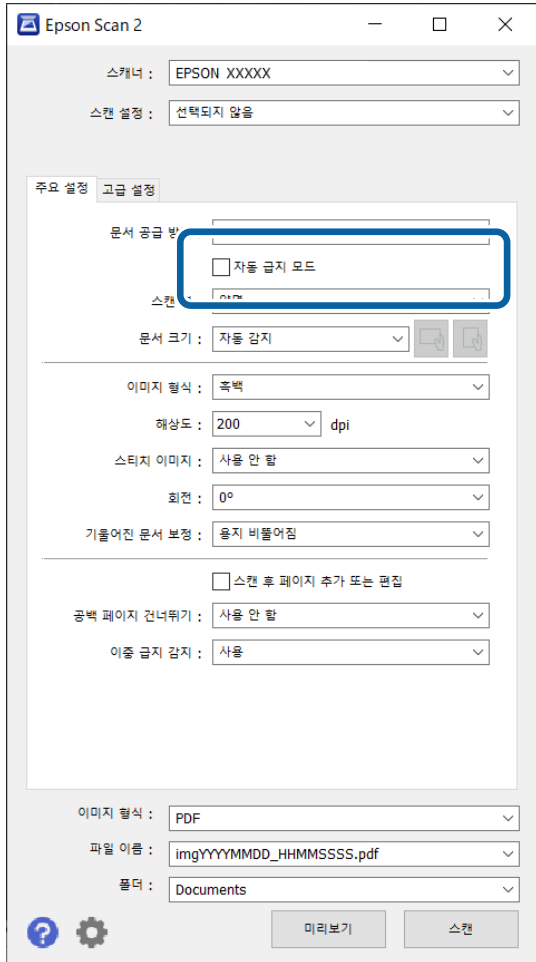 Epson Scan 2
스캐너 : EPSON XXXXX
스캔 설정 : 선택되지 않음
주요 설정 고급 설정
문서 공급
자동 급지 모드
스캔
문서 크기 : 자동 감지
이미지 형식 : 흑백
해상도 : 200 dpi
스티치 이미지 : 사용 안 함
회전 : 0º
기울어진 문서 보정 : 용지 비뚤어짐
스캔 후 페이지 추가 또는 편집
공백 페이지 건너뛰기 : 사용 안 함
이중 급지 감지 : 사용
이미지 형식 : PDF
파일 이름 : imgYYYYMMDD_HHMMSSSS.pdf
폴더 : Documents
? 미리보기 스캔